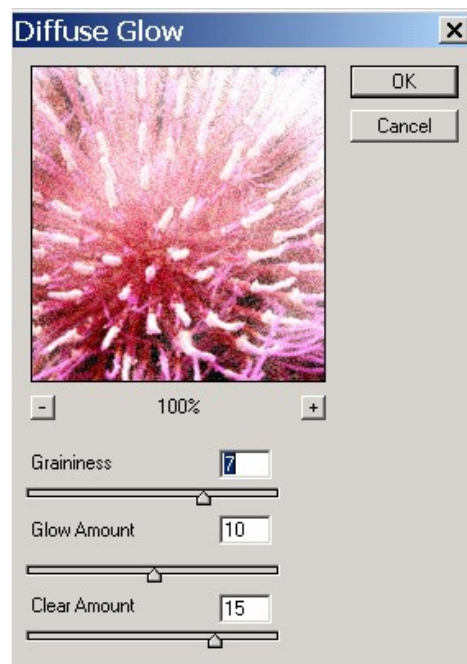 Diffuse Glow
OK
Cancel
- 100% +
Graininess 7
Glow Amount 10
Clear Amount 15